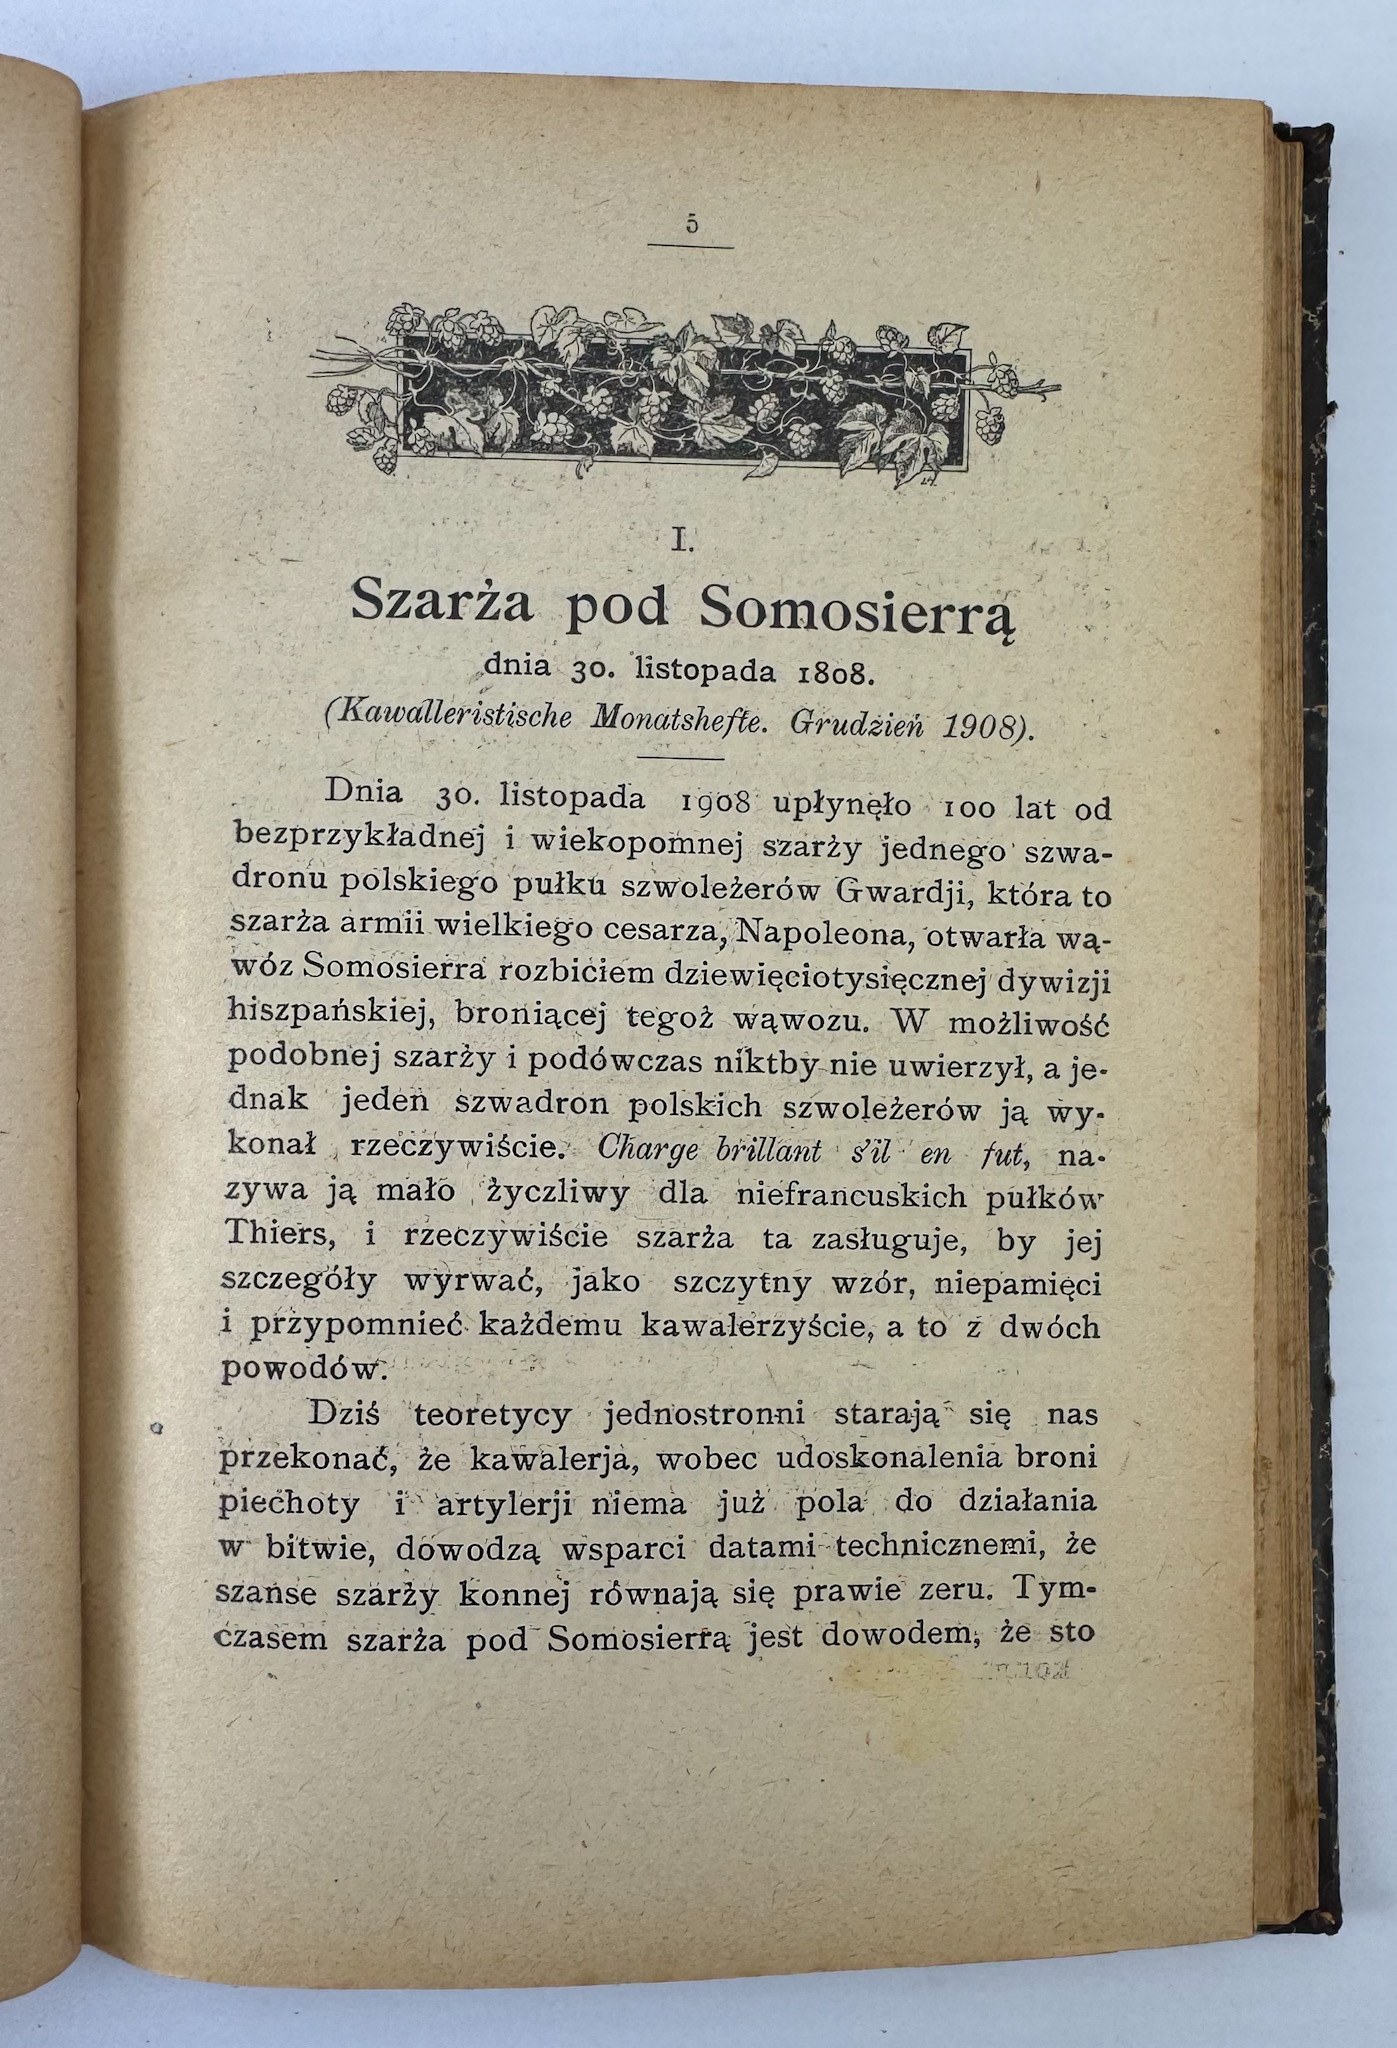 5
I.
Szarża pod Somosierrą
dnia 30. listopada 1808.
(Kawalleristische Monatshefte. Grudzień 1908).
Dnia 30. listopada 1908 upłynęło 100 lat od
bezprzykładnej i wiekopomnej szarży jednego szwa-
dronu polskiego pułku szwoleżerów Gwardji, która to
szarża armii wielkiego cesarza, Napoleona, otwarła wą-
wóz Somosierra rozbiciem dziewięciotysięcznej dywizji
hiszpańskiej, broniącej tegoż wąwozu. W możliwość
podobnej szarży i podówczas niktby nie uwierzył, a je-
dnak jeden szwadron polskich szwoleżerów ją wy-
konał rzeczywiście. Charge brillant s'il en fut, na-
zywa ją mało życzliwy dla niefrancuskich pułków
Thiers, i rzeczywiście szarża ta zasługuje, by jej
szczegóły wyrwać, jako szczytny wzór, niepamięci
i przypomnieć każdemu kawalerzyście, a to z dwóch
powodów.
Dziś teoretycy jednostronni starają się nas
przekonać, że kawalerja, wobec udoskonalenia broni
piechoty i artylerji niema już pola do działania
w bitwie, dowodzą wsparci datami technicznemi, że
szanse szarży konnej równają się prawie zeru. Tym-
czasem szarża pod Somosierrą jest dowodem, że sto